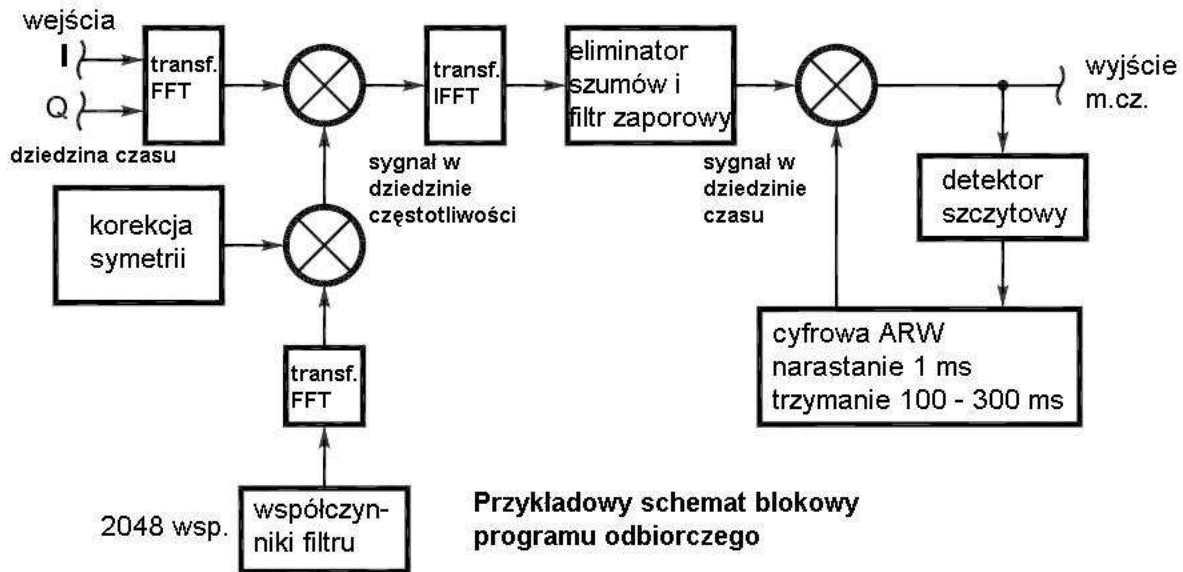 wejścia
I
Q
dziedzina czasu
transf.
FFT
transf.
IFFT
eliminator
szumów i
filtr zaporowy
wyjście
m.cz.
sygnał w
dziedzinie
częstotliwości
sygnał w
dziedzinie
czasu
detektor
szczytowy
korekcja
symetrii
cyfrowa ARW
narastanie 1 ms
trzymanie 100 - 300 ms
transf.
FFT
2048 wsp.
współczyn-
niki filtru
Przykładowy schemat blokowy
programu odbiorczego